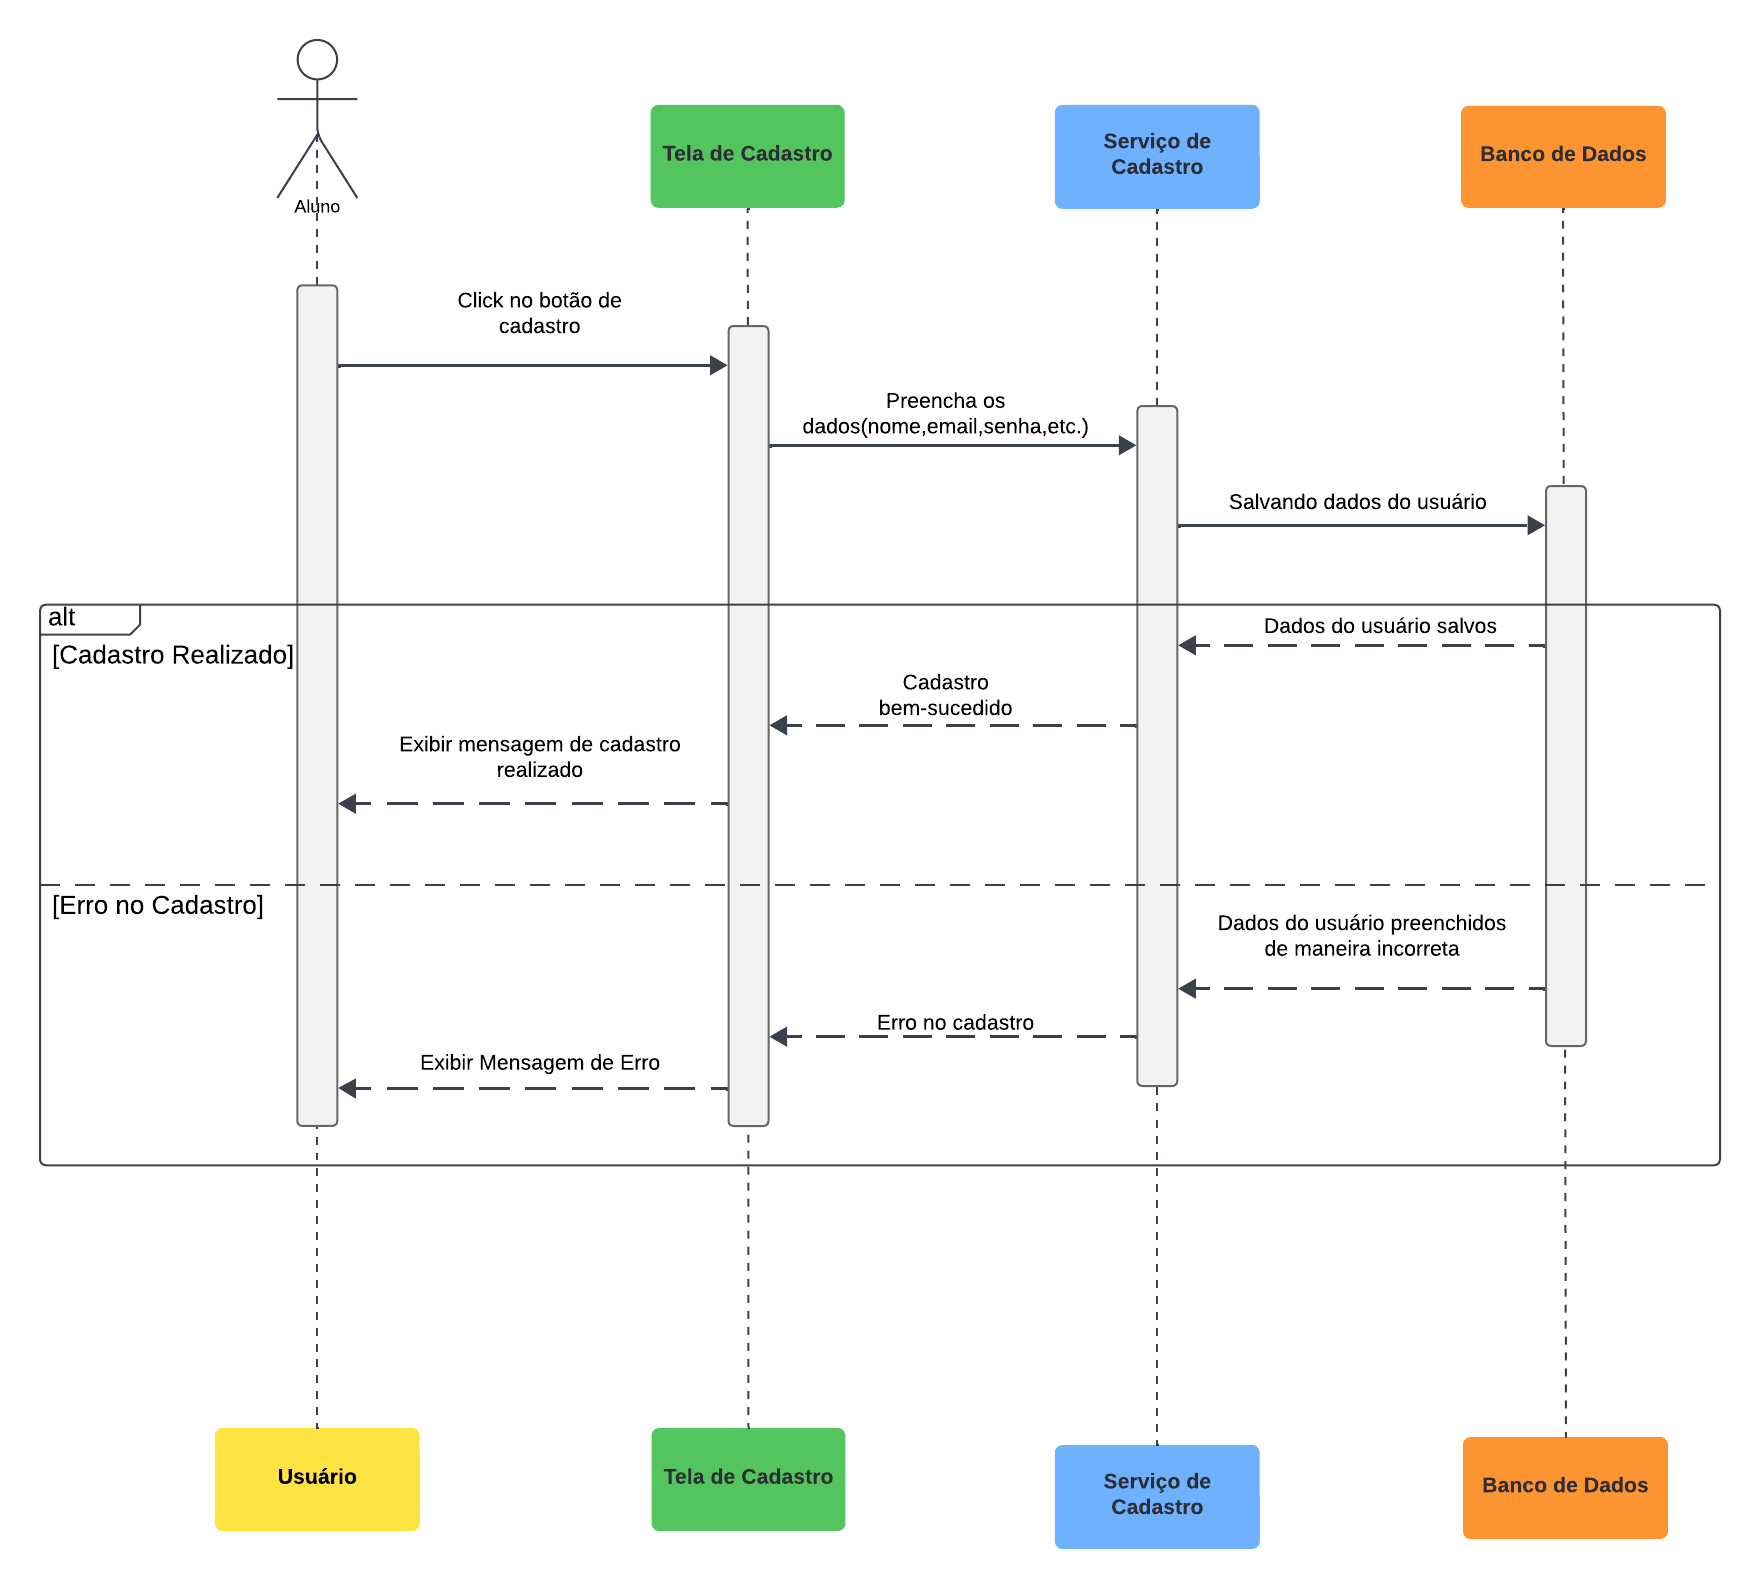 Aluno
Tela de Cadastro
Serviço de
Cadastro
Banco de Dados
Click no botão de
cadastro
Preencha os
dados(nome,email,senha,etc.)
Salvando dados do usuário
alt
[Cadastro Realizado]
Dados do usuário salvos
Cadastro
bem-sucedido
Exibir mensagem de cadastro
realizado
[Erro no Cadastro]
Dados do usuário preenchidos
de maneira incorreta
Erro no cadastro
Exibir Mensagem de Erro
Usuário
Tela de Cadastro
Serviço de
Cadastro
Banco de Dados